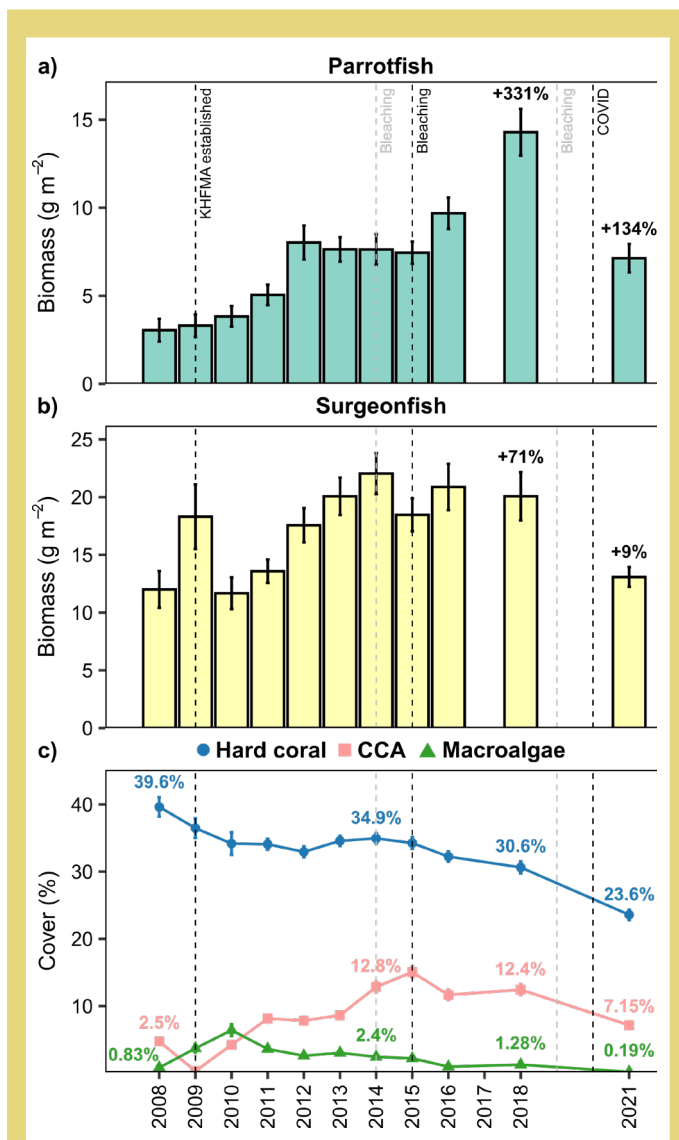 a)
Parrotfish
Biomass (g m⁻²)
15
10
5
0
KHFMA established
Bleaching
Bleaching
+331%
Bleaching
COVID
+134%
b)
Surgeonfish
Biomass (g m⁻²)
25
20
15
10
5
0
+71%
+9%
c)
Hard coral CCA Macroalgae
Cover (%)
40
30
20
10
39.6%
34.9%
30.6%
23.6%
2.5%
12.8%
12.4%
7.15%
0.83%
2.4%
1.28%
0.19%
2008 2009 2010 2011 2012 2013 2014 2015 2016 2017 2018 2021